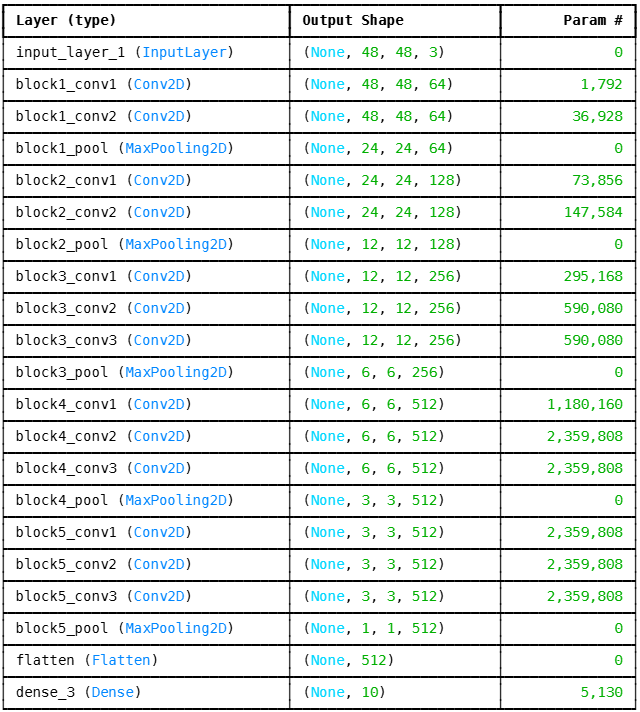 Layer (type) Output Shape Param #
input_layer_1 (InputLayer) (None, 48, 48, 3) 0
block1_conv1 (Conv2D) (None, 48, 48, 64) 1,792
block1_conv2 (Conv2D) (None, 48, 48, 64) 36,928
block1_pool (MaxPooling2D) (None, 24, 24, 64) 0
block2_conv1 (Conv2D) (None, 24, 24, 128) 73,856
block2_conv2 (Conv2D) (None, 24, 24, 128) 147,584
block2_pool (MaxPooling2D) (None, 12, 12, 128) 0
block3_conv1 (Conv2D) (None, 12, 12, 256) 295,168
block3_conv2 (Conv2D) (None, 12, 12, 256) 590,080
block3_conv3 (Conv2D) (None, 12, 12, 256) 590,080
block3_pool (MaxPooling2D) (None, 6, 6, 256) 0
block4_conv1 (Conv2D) (None, 6, 6, 512) 1,180,160
block4_conv2 (Conv2D) (None, 6, 6, 512) 2,359,808
block4_conv3 (Conv2D) (None, 6, 6, 512) 2,359,808
block4_pool (MaxPooling2D) (None, 3, 3, 512) 0
block5_conv1 (Conv2D) (None, 3, 3, 512) 2,359,808
block5_conv2 (Conv2D) (None, 3, 3, 512) 2,359,808
block5_conv3 (Conv2D) (None, 3, 3, 512) 2,359,808
block5_pool (MaxPooling2D) (None, 1, 1, 512) 0
flatten (Flatten) (None, 512) 0
dense_3 (Dense) (None, 10) 5,130